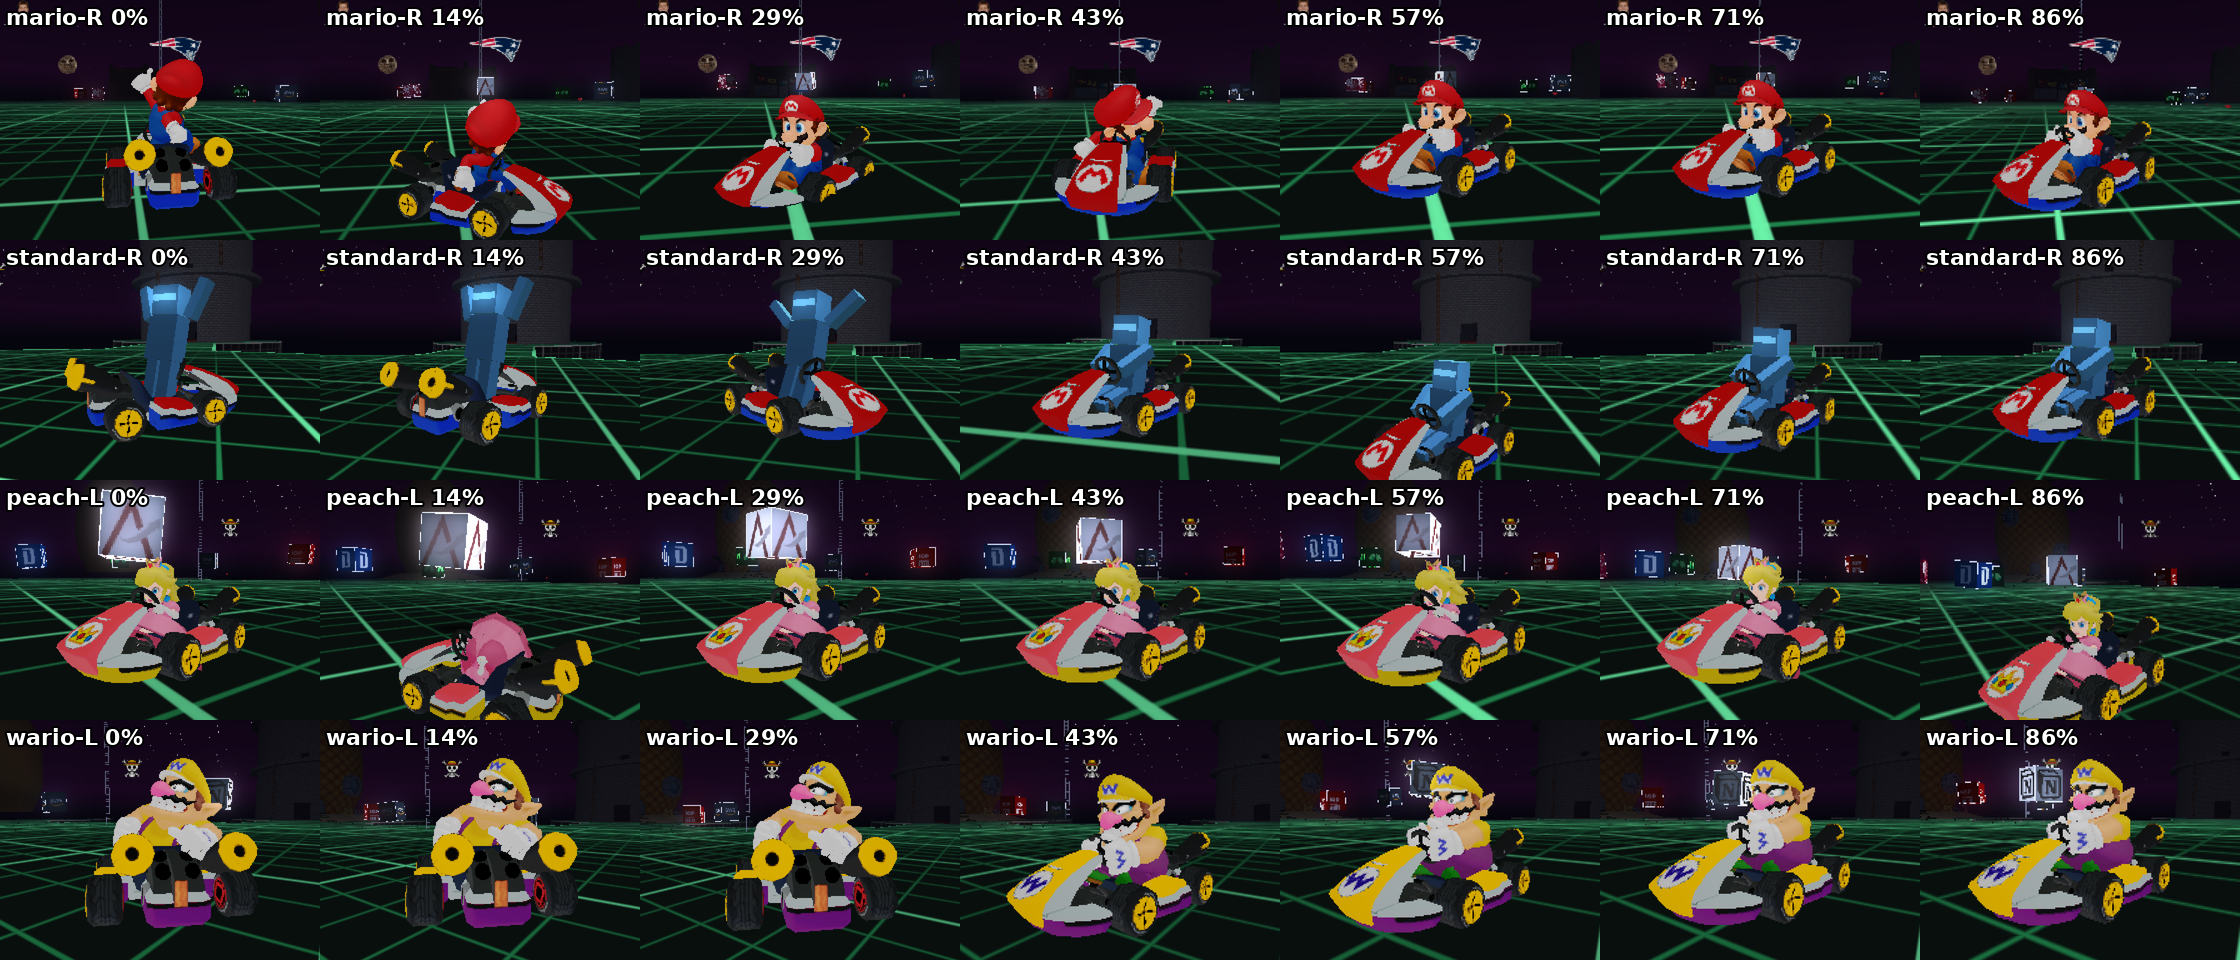 mario-R 0%
mario-R 14%
mario-R 29%
mario-R 43%
mario-R 57%
mario-R 71%
mario-R 86%
standard-R 0%
standard-R 14%
standard-R 29%
standard-R 43%
standard-R 57%
standard-R 71%
standard-R 86%
peach-L 0%
peach-L 14%
peach-L 29%
peach-L 43%
peach-L 57%
peach-L 71%
peach-L 86%
wario-L 0%
wario-L 14%
wario-L 29%
wario-L 43%
wario-L 57%
wario-L 71%
wario-L 86%